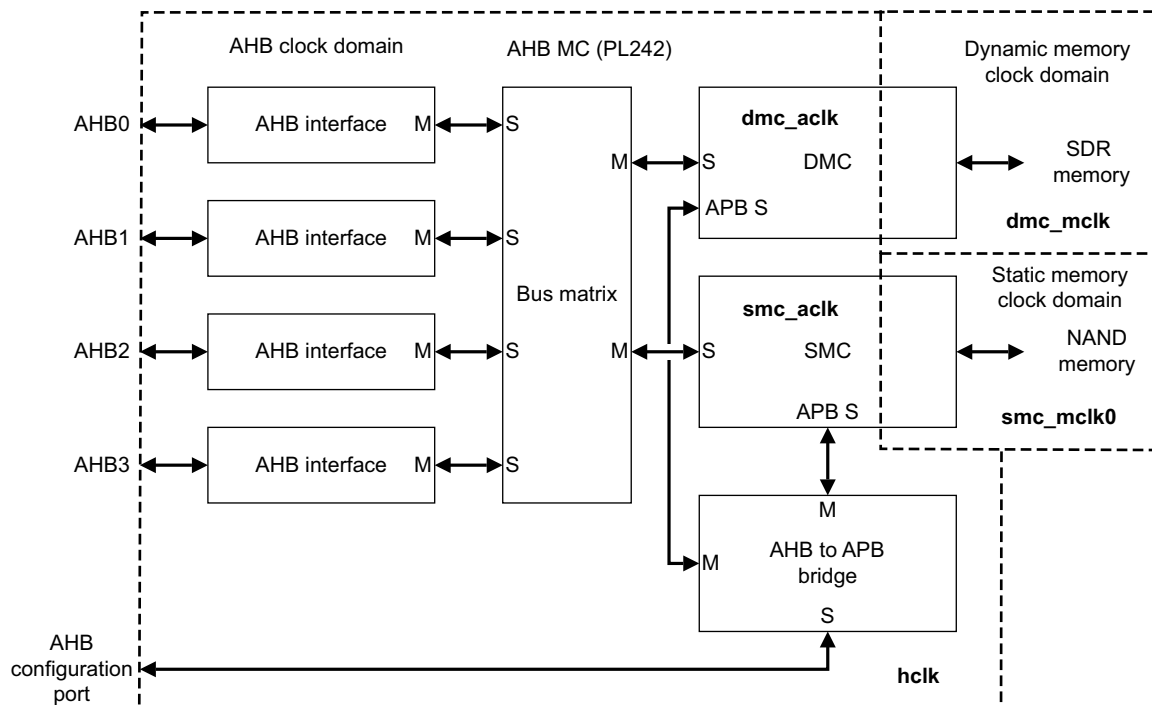 AHB clock domain
AHB MC (PL242)
Dynamic memory
clock domain
AHB0
AHB interface
M
S
dmc_aclk
M
S
DMC
SDR
memory
APB S
dmc_mclk
AHB1
AHB interface
M
S
Static memory
clock domain
Bus matrix
smc_aclk
AHB2
AHB interface
M
S
M
S
SMC
NAND
memory
APB S
smc_mclk0
AHB3
AHB interface
M
S
M
M
AHB to APB
bridge
S
AHB
configuration
port
hclk